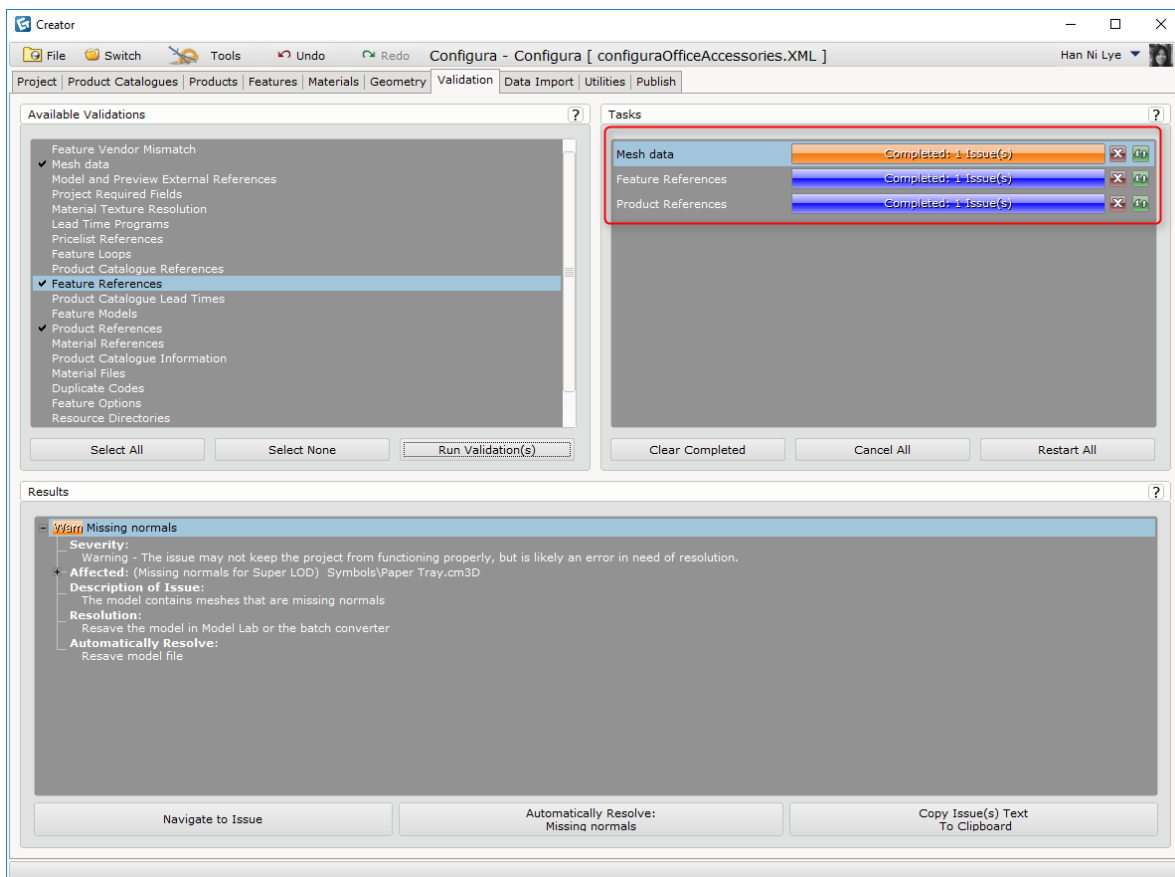 Creator
File Switch Tools Undo Redo Configura - Configura [ configuraOfficeAccessories.XML ] Han Ni Lye
Project Product Catalogues Products Features Materials Geometry Validation Data Import Utilities Publish
Available Validations ?
Feature Vendor Mismatch
Mesh data
Model and Preview External References
Project Required Fields
Material Texture Resolution
Lead Time Programs
Pricelist References
Feature Loops
Product Catalogue References
Feature References
Product Catalogue Lead Times
Feature Models
Product References
Material References
Product Catalogue Information
Material Files
Duplicate Codes
Feature Options
Resource Directories
Select All Select None Run Validation(s)
Tasks ?
Mesh data Completed: 1 Issue(s)
Feature References Completed: 1 Issue(s)
Product References Completed: 1 Issue(s)
Clear Completed Cancel All Restart All
Results ?
Warn Missing normals
Severity:
Warning - The issue may not keep the project from functioning properly, but is likely an error in need of resolution.
Affected: (Missing normals for Super LOD) Symbols\Paper Tray.cm3D
Description of Issue:
The model contains meshes that are missing normals
Resolution:
Resave the model in Model Lab or the batch converter
Automatically Resolve:
Resave model file
Navigate to Issue
Automatically Resolve:
Missing normals
Copy Issue(s) Text
To Clipboard